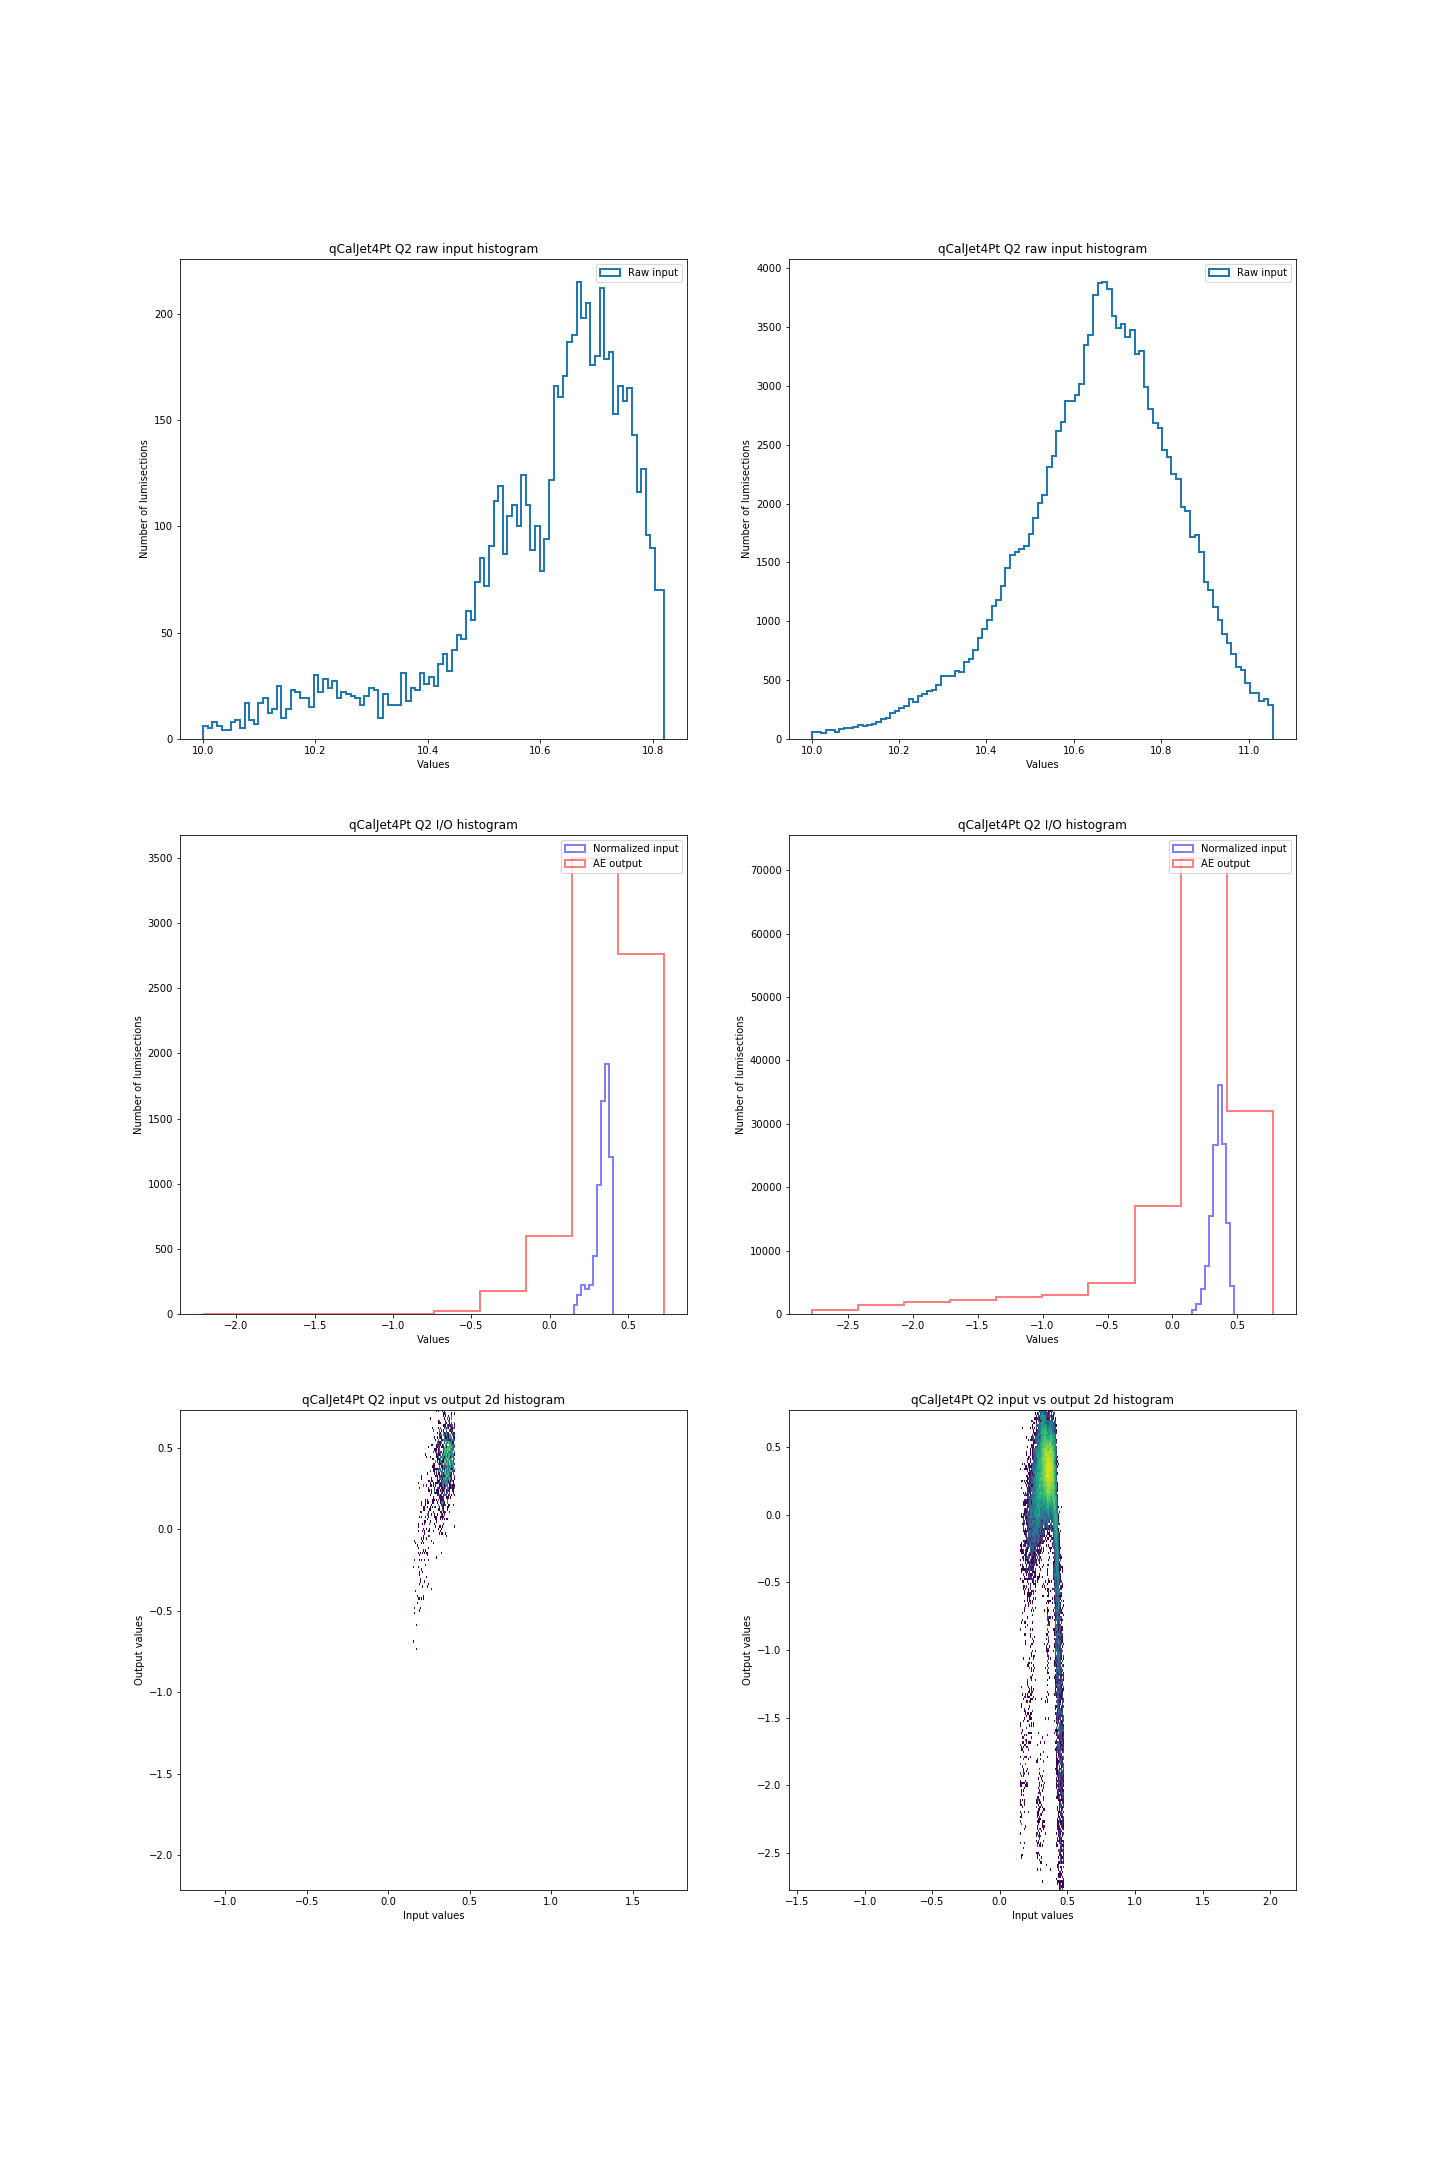 qCalJet4Pt Q2 raw input histogram
Raw input
200
150
100
50
0
Number of lumisections
10.0 10.2 10.4 10.6 10.8
Values
qCalJet4Pt Q2 raw input histogram
Raw input
4000
3500
3000
2500
2000
1500
1000
500
0
Number of lumisections
10.0 10.2 10.4 10.6 10.8 11.0
Values
qCalJet4Pt Q2 I/O histogram
Normalized input
AE output
3500
3000
2500
2000
1500
1000
500
0
Number of lumisections
−2.0 −1.5 −1.0 −0.5 0.0 0.5
Values
qCalJet4Pt Q2 I/O histogram
Normalized input
AE output
70000
60000
50000
40000
30000
20000
10000
0
Number of lumisections
−2.5 −2.0 −1.5 −1.0 −0.5 0.0 0.5
Values
qCalJet4Pt Q2 input vs output 2d histogram
0.5
0.0
−0.5
−1.0
−1.5
−2.0
Output values
−1.0 −0.5 0.0 0.5 1.0 1.5
Input values
qCalJet4Pt Q2 input vs output 2d histogram
0.5
0.0
−0.5
−1.0
−1.5
−2.0
−2.5
Output values
−1.5 −1.0 −0.5 0.0 0.5 1.0 1.5 2.0
Input values